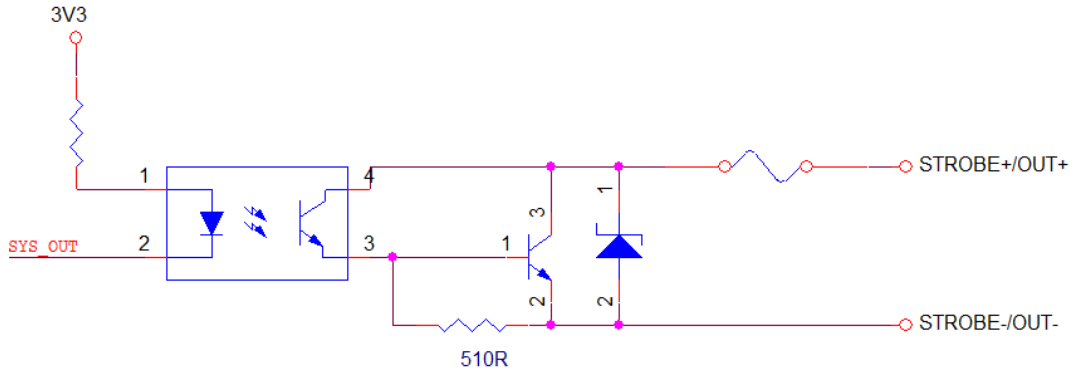 3V3
1
4
STROBE+/OUT+
1
3
SYS_OUT
2
3
1
2
2
STROBE-/OUT-
510R